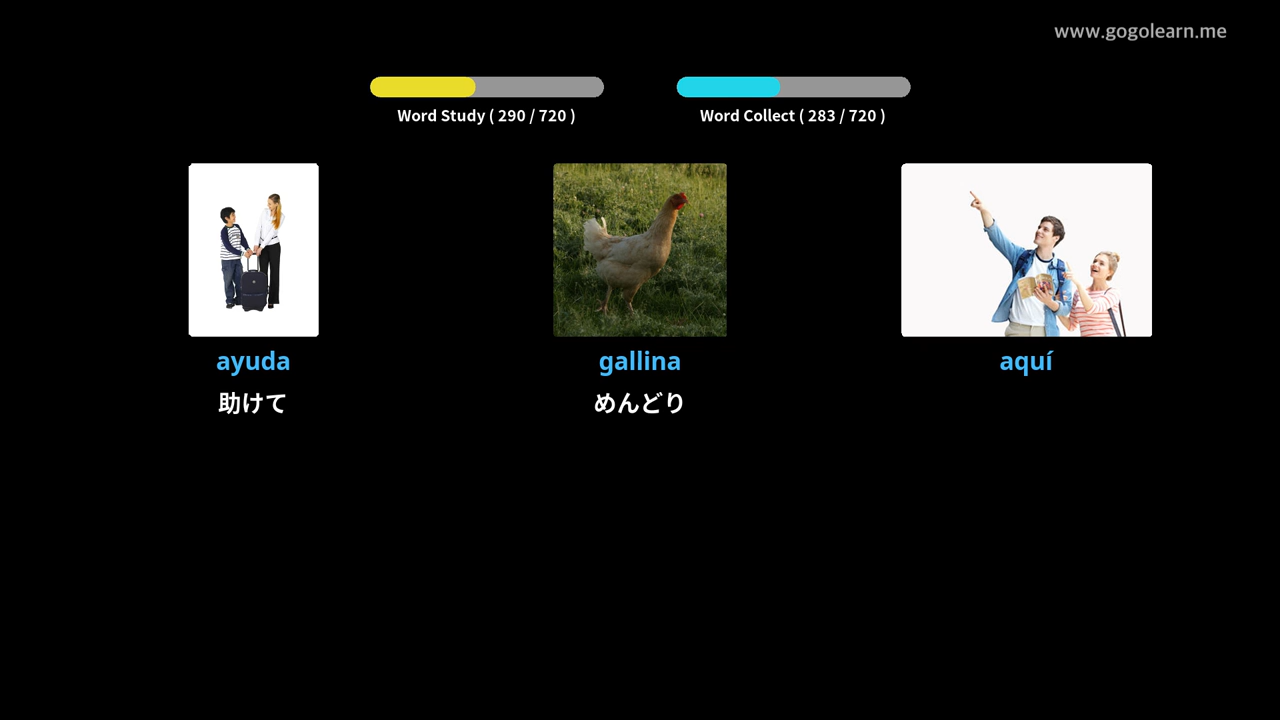 www.gogolearn.me
Word Study ( 290 / 720 )
Word Collect ( 283 / 720 )
ayuda
gallina
aquí
助けて
めんどり